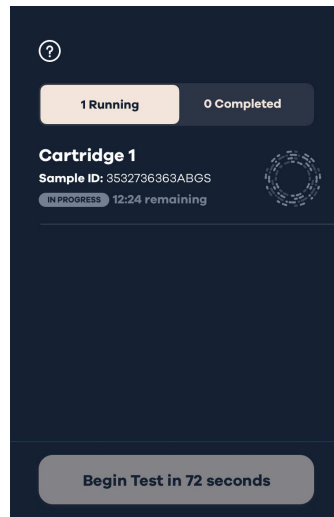 ?
1 Running
0 Completed
Cartridge 1
Sample ID: 3532736363ABGS
IN PROGRESS 12:24 remaining
Begin Test in 72 seconds